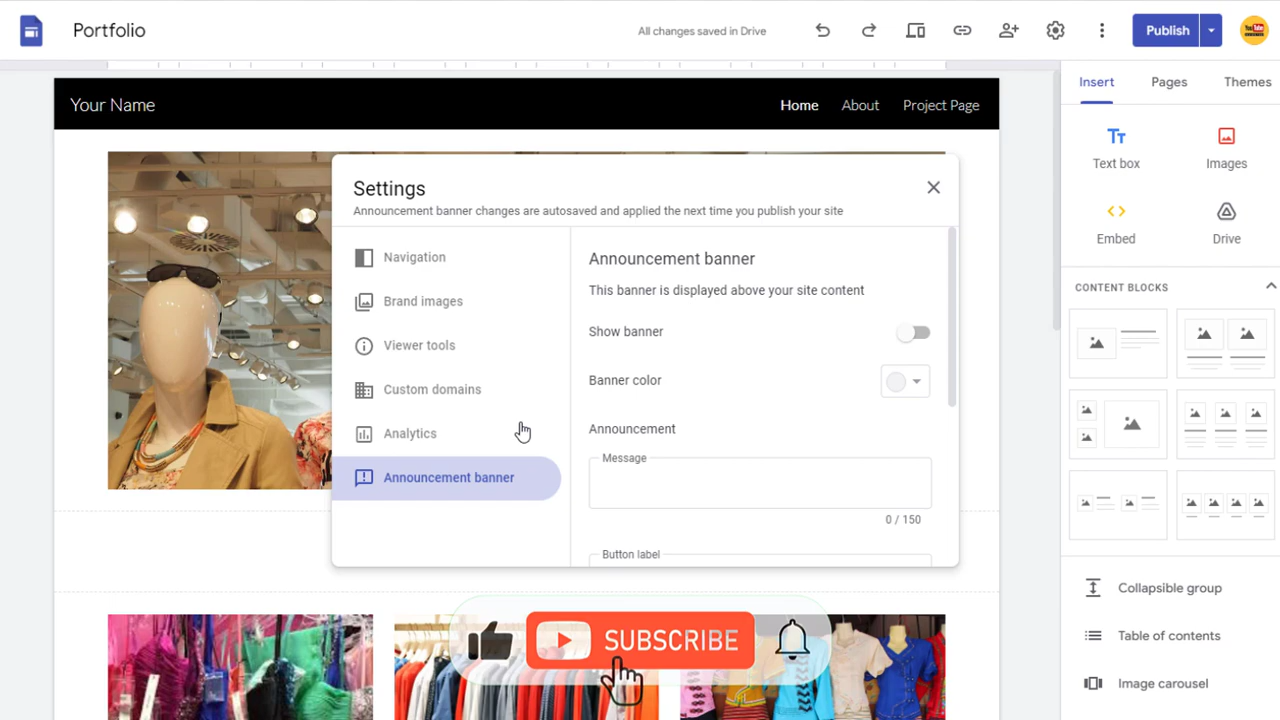 Portfolio
All changes saved in Drive
Publish
Your Name
Home
About
Project Page
Insert
Pages
Themes
Text box
Images
Embed
Drive
CONTENT BLOCKS
Collapsible group
Table of contents
Image carousel
Settings
Announcement banner changes are autosaved and applied the next time you publish your site
Navigation
Brand images
Viewer tools
Custom domains
Analytics
Announcement banner
Announcement banner
This banner is displayed above your site content
Show banner
Banner color
Announcement
Message
0 / 150
Button label
SUBSCRIBE